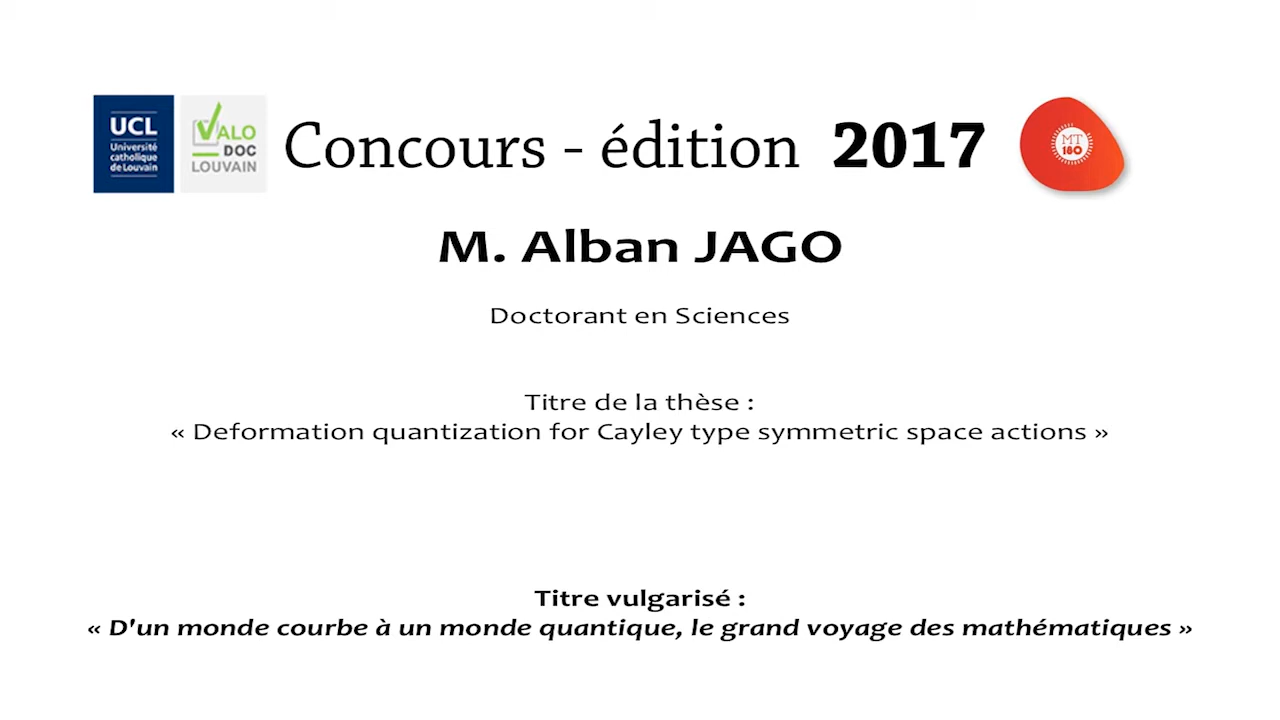 UCL
Université
catholique
de Louvain
VALO
DOC
LOUVAIN
Concours - édition 2017
MT
180
M. Alban JAGO
Doctorant en Sciences
Titre de la thèse :
« Deformation quantization for Cayley type symmetric space actions »
Titre vulgarisé :
« D'un monde courbe à un monde quantique, le grand voyage des mathématiques »